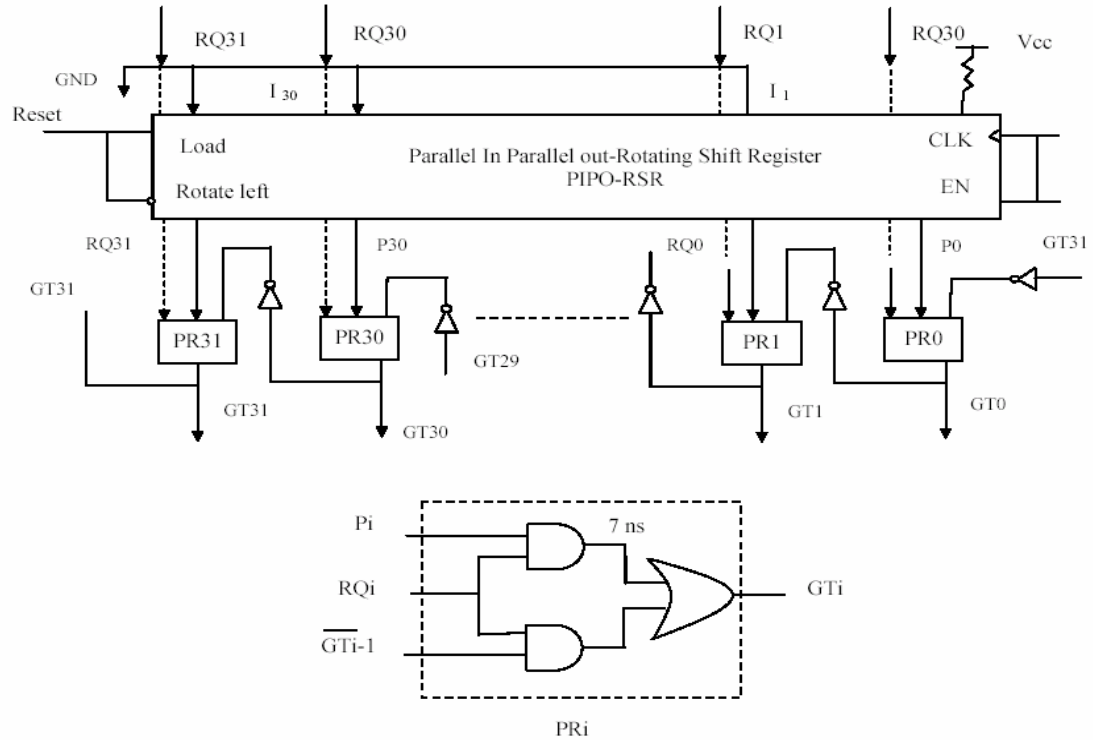 RQ31
RQ30
RQ1
RQ30
Vcc
GND
I 30
I 1
Reset
Load
Parallel In Parallel out-Rotating Shift Register
CLK
PIPO-RSR
Rotate left
EN
RQ31
P30
RQ0
P0
GT31
GT31
PR31
PR30
PR1
PR0
GT29
GT31
GT30
GT1
GT0
Pi
7 ns
RQi
GTi
GTi-1
PRi